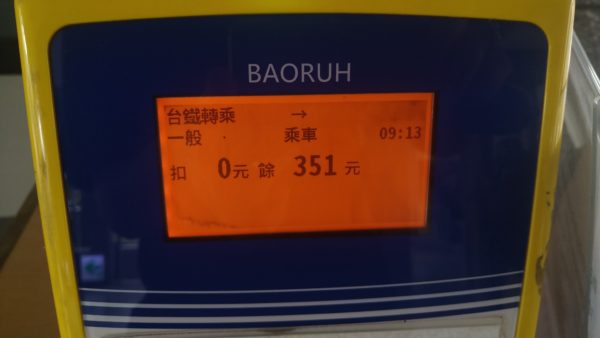 BAORUH
台鐵轉乘 →
一般 · 乘車 09:13
扣 0元 餘 351 元